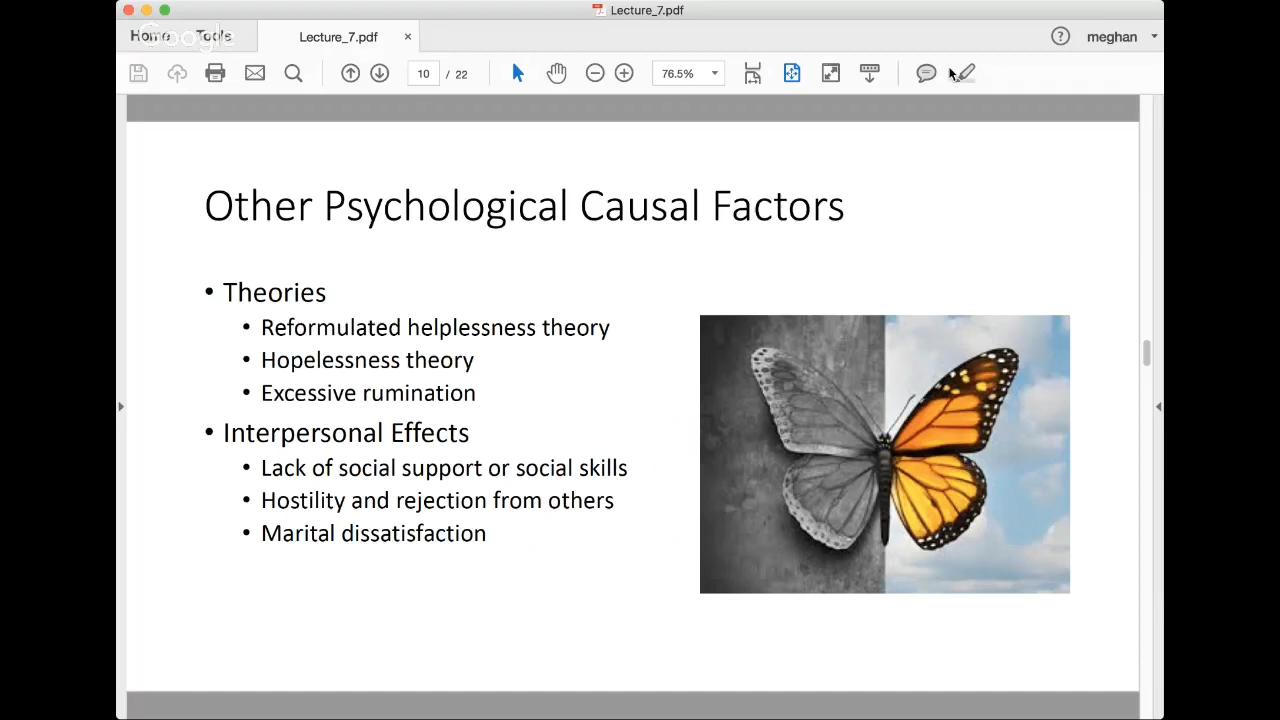 Lecture_7.pdf
Home
Tools
Google
Lecture_7.pdf
×
?
meghan
10 / 22
76.5%
Other Psychological Causal Factors
• Theories
• Reformulated helplessness theory
• Hopelessness theory
• Excessive rumination
• Interpersonal Effects
• Lack of social support or social skills
• Hostility and rejection from others
• Marital dissatisfaction